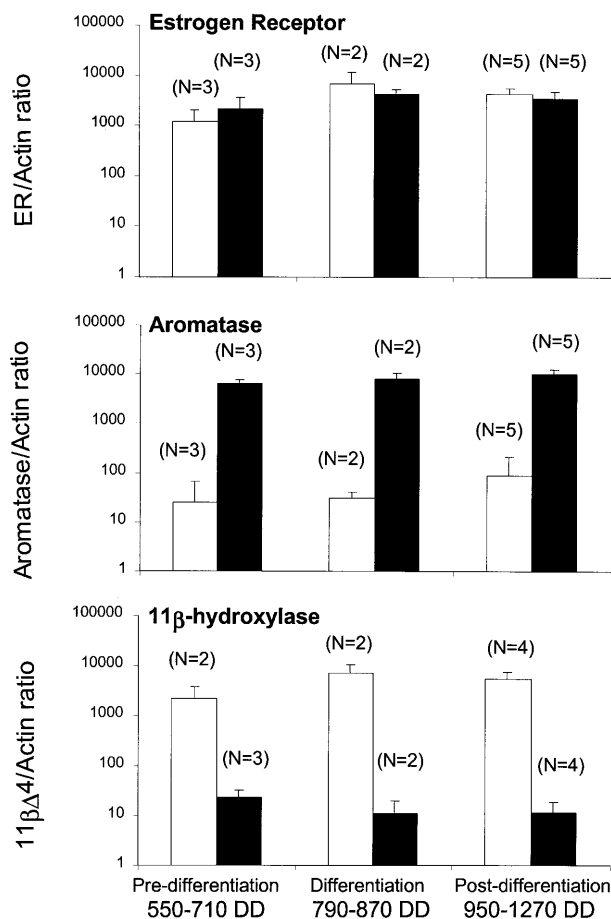 Estrogen Receptor
ER/Actin ratio
100000
10000
1000
100
10
1
(N=3)
(N=3)
(N=2)
(N=2)
(N=5)
(N=5)
Aromatase
Aromatase/Actin ratio
100000
10000
1000
100
10
1
(N=3)
(N=3)
(N=2)
(N=2)
(N=5)
(N=5)
11β-hydroxylase
11βΔ4/Actin ratio
100000
10000
1000
100
10
1
(N=2)
(N=3)
(N=2)
(N=2)
(N=4)
(N=4)
Pre-differentiation
550-710 DD
Differentiation
790-870 DD
Post-differentiation
950-1270 DD